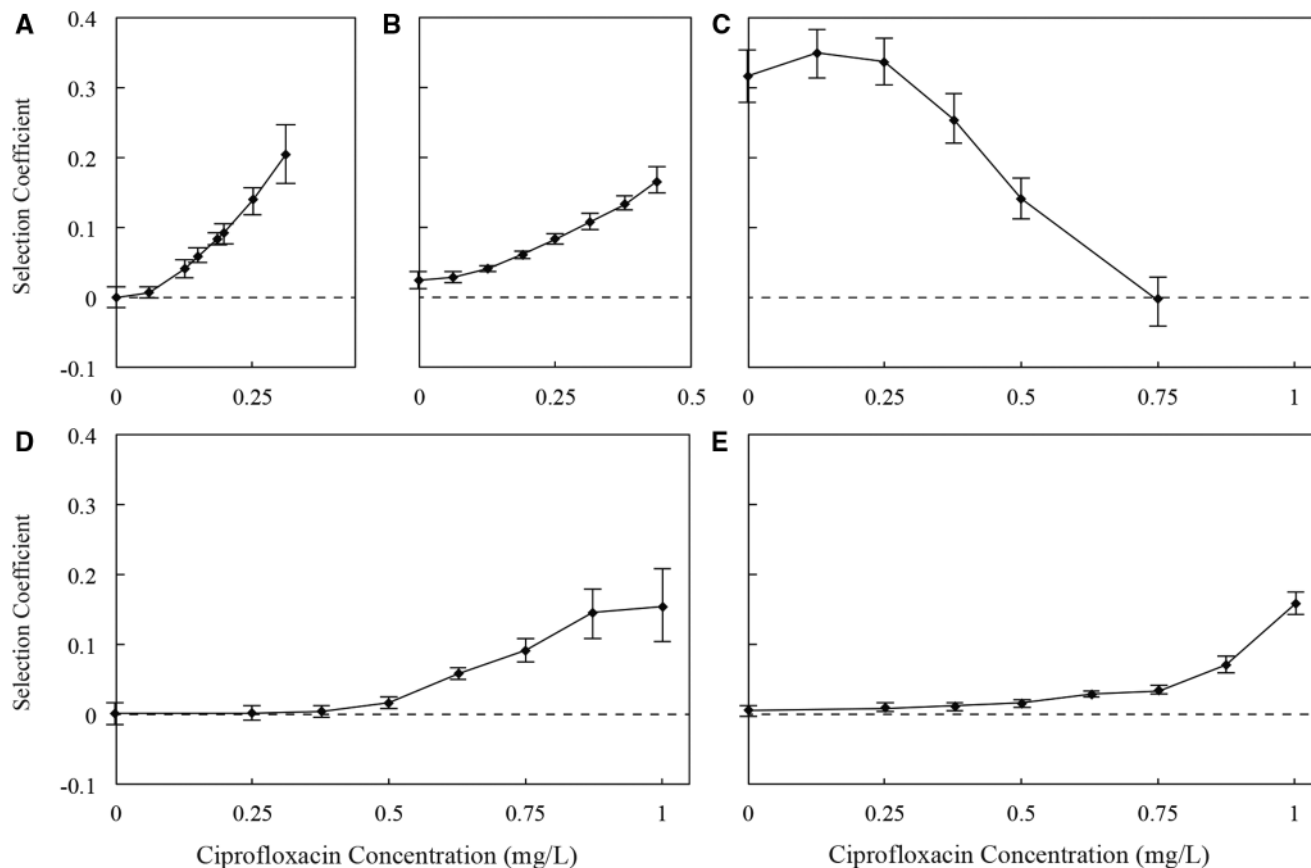 A B C
0.4
0.3
0.2
0.1
0
-0.1
Selection Coefficient
0 0.25 0 0.25 0.5 0 0.25 0.5 0.75 1
D E
0.4
0.3
0.2
0.1
0
-0.1
Selection Coefficient
0 0.25 0.5 0.75 1 0 0.25 0.5 0.75 1
Ciprofloxacin Concentration (mg/L) Ciprofloxacin Concentration (mg/L)